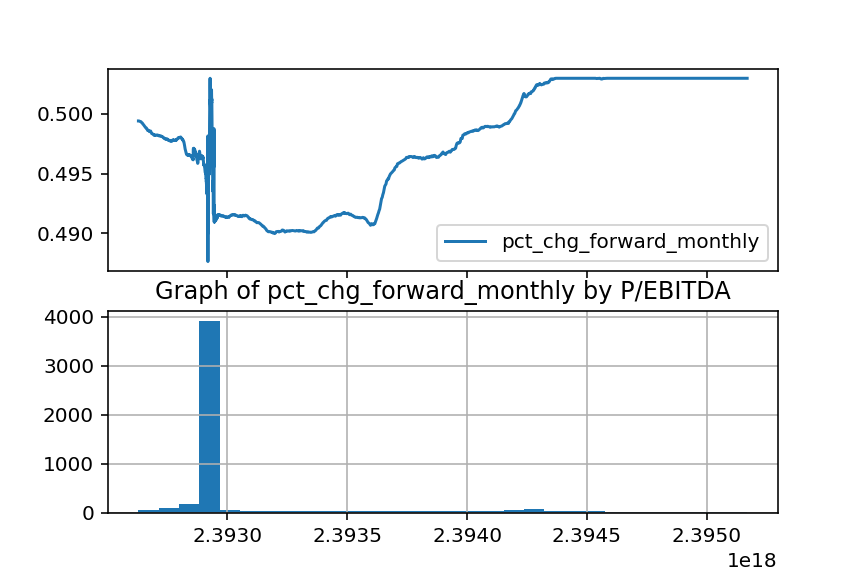 0.500
0.495
0.490
pct_chg_forward_monthly
Graph of pct_chg_forward_monthly by P/EBITDA
4000
3000
2000
1000
0
2.3930 2.3935 2.3940 2.3945 2.3950
1e18